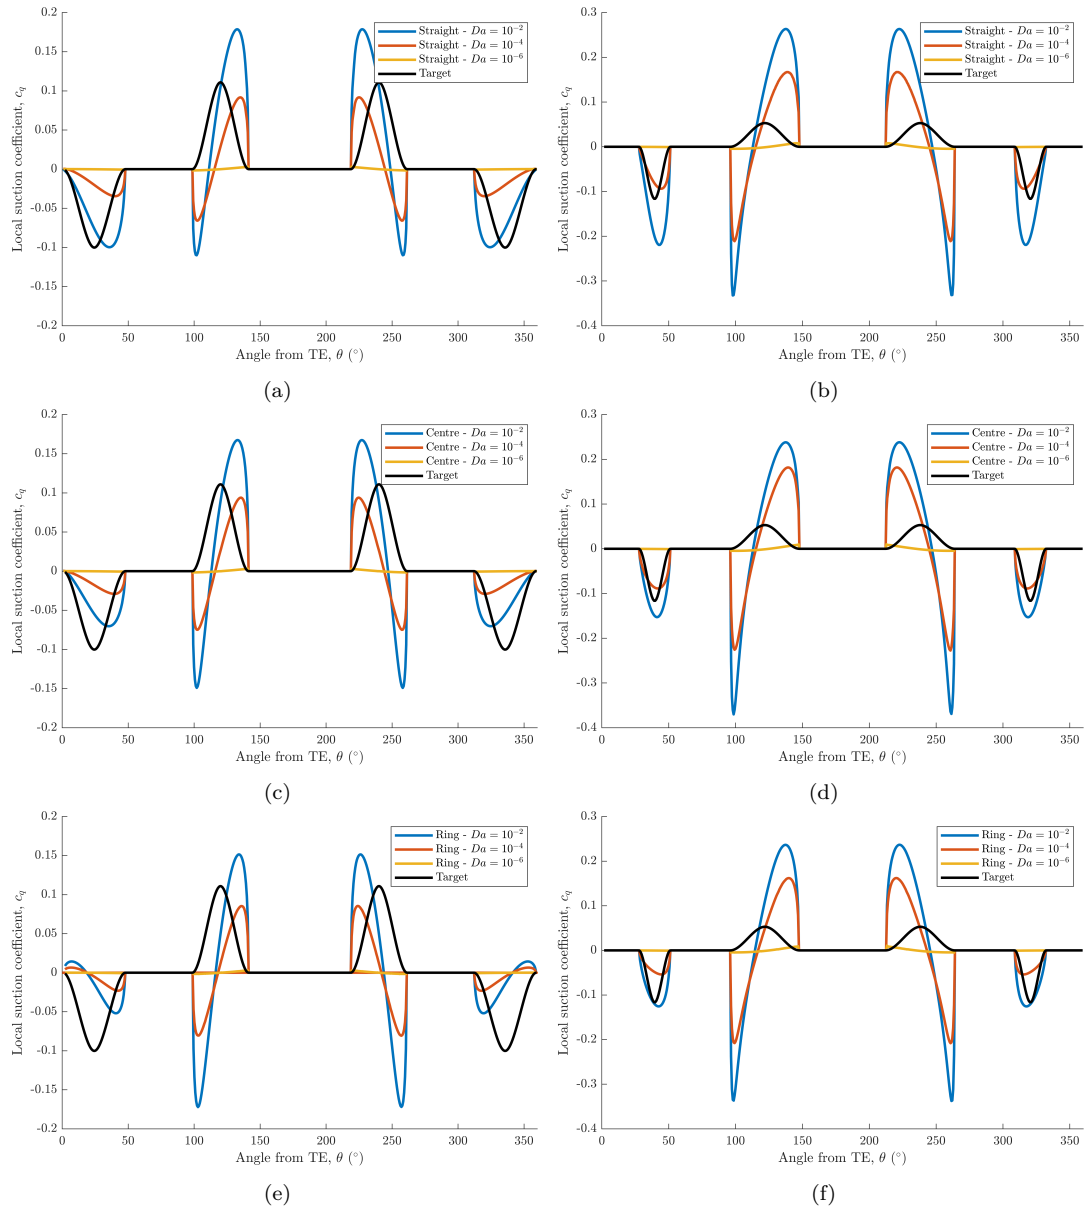 0.2
0.15
0.1
0.05
0
-0.05
-0.1
-0.15
-0.2
Local suction coefficient, c_q
Straight - Da = 10^{-2}
Straight - Da = 10^{-4}
Straight - Da = 10^{-6}
Target
0 50 100 150 200 250 300 350
Angle from TE, θ (°)
(a)
0.3
0.2
0.1
0
-0.1
-0.2
-0.3
-0.4
Local suction coefficient, c_q
Straight - Da = 10^{-2}
Straight - Da = 10^{-4}
Straight - Da = 10^{-6}
Target
0 50 100 150 200 250 300 350
Angle from TE, θ (°)
(b)
0.2
0.15
0.1
0.05
0
-0.05
-0.1
-0.15
-0.2
Local suction coefficient, c_q
Centre - Da = 10^{-2}
Centre - Da = 10^{-4}
Centre - Da = 10^{-6}
Target
0 50 100 150 200 250 300 350
Angle from TE, θ (°)
(c)
0.3
0.2
0.1
0
-0.1
-0.2
-0.3
-0.4
Local suction coefficient, c_q
Centre - Da = 10^{-2}
Centre - Da = 10^{-4}
Centre - Da = 10^{-6}
Target
0 50 100 150 200 250 300 350
Angle from TE, θ (°)
(d)
0.2
0.15
0.1
0.05
0
-0.05
-0.1
-0.15
-0.2
Local suction coefficient, c_q
Ring - Da = 10^{-2}
Ring - Da = 10^{-4}
Ring - Da = 10^{-6}
Target
0 50 100 150 200 250 300 350
Angle from TE, θ (°)
(e)
0.3
0.2
0.1
0
-0.1
-0.2
-0.3
-0.4
Local suction coefficient, c_q
Ring - Da = 10^{-2}
Ring - Da = 10^{-4}
Ring - Da = 10^{-6}
Target
0 50 100 150 200 250 300 350
Angle from TE, θ (°)
(f)